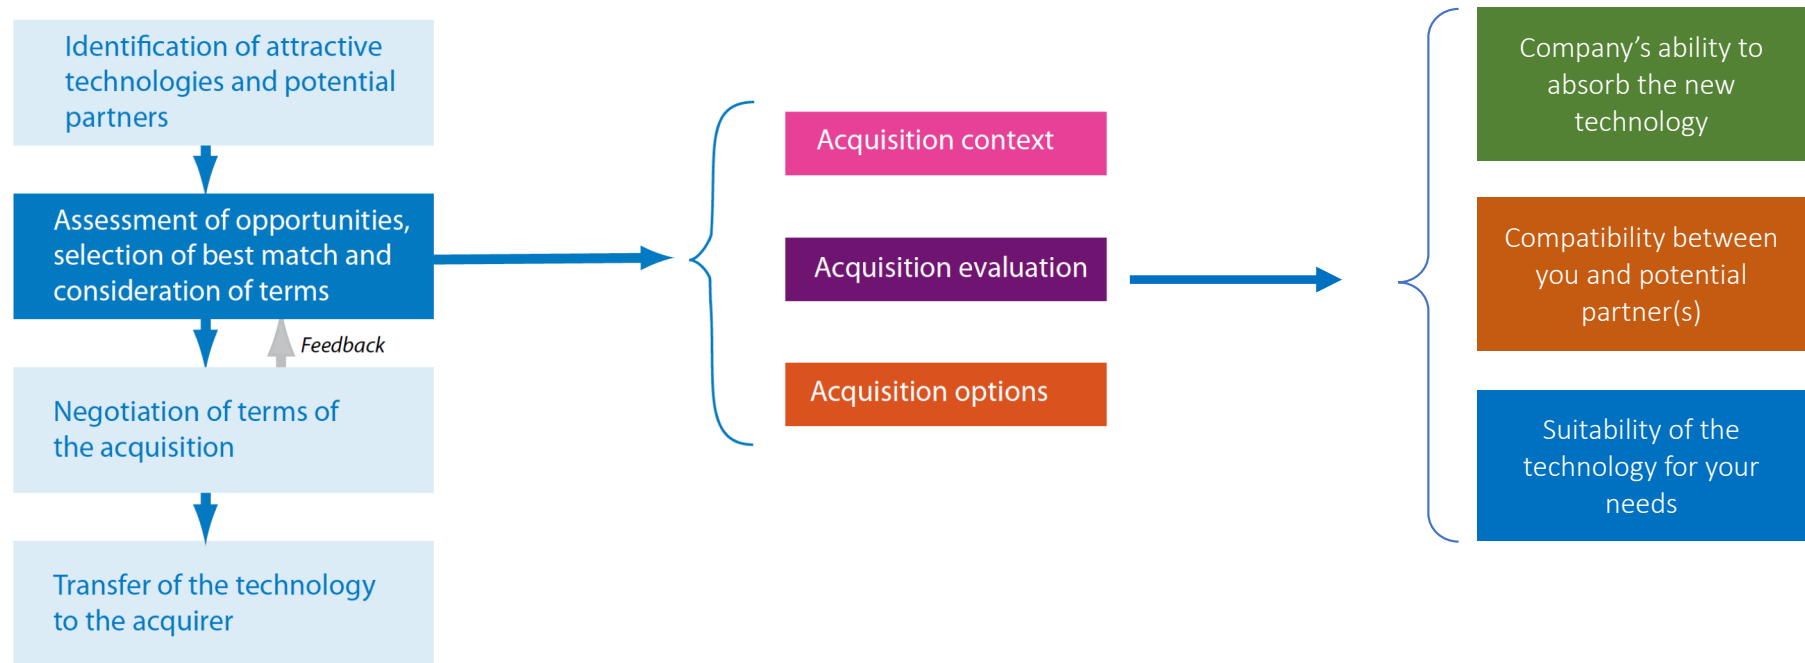 Identification of attractive
technologies and potential
partners
Assessment of opportunities,
selection of best match and
consideration of terms
Feedback
Negotiation of terms of
the acquisition
Transfer of the technology
to the acquirer
Acquisition context
Acquisition evaluation
Acquisition options
Company’s ability to
absorb the new
technology
Compatibility between
you and potential
partner(s)
Suitability of the
technology for your
needs